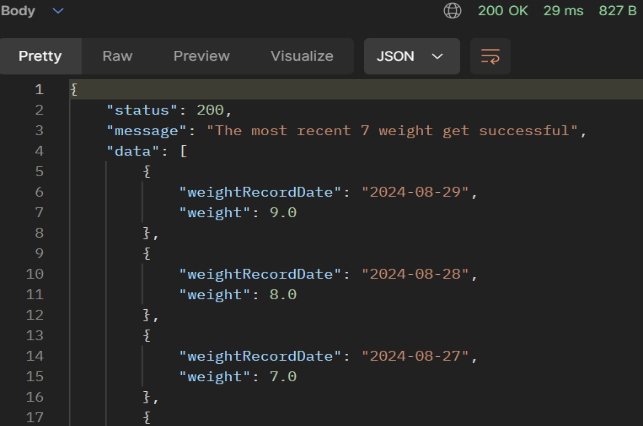 Body 200 OK 29 ms 827 B
Pretty Raw Preview Visualize JSON
1 {
2 "status": 200,
3 "message": "The most recent 7 weight get successful",
4 "data": [
5 {
6 "weightRecordDate": "2024-08-29",
7 "weight": 9.0
8 },
9 {
10 "weightRecordDate": "2024-08-28",
11 "weight": 8.0
12 },
13 {
14 "weightRecordDate": "2024-08-27",
15 "weight": 7.0
16 },
17 {